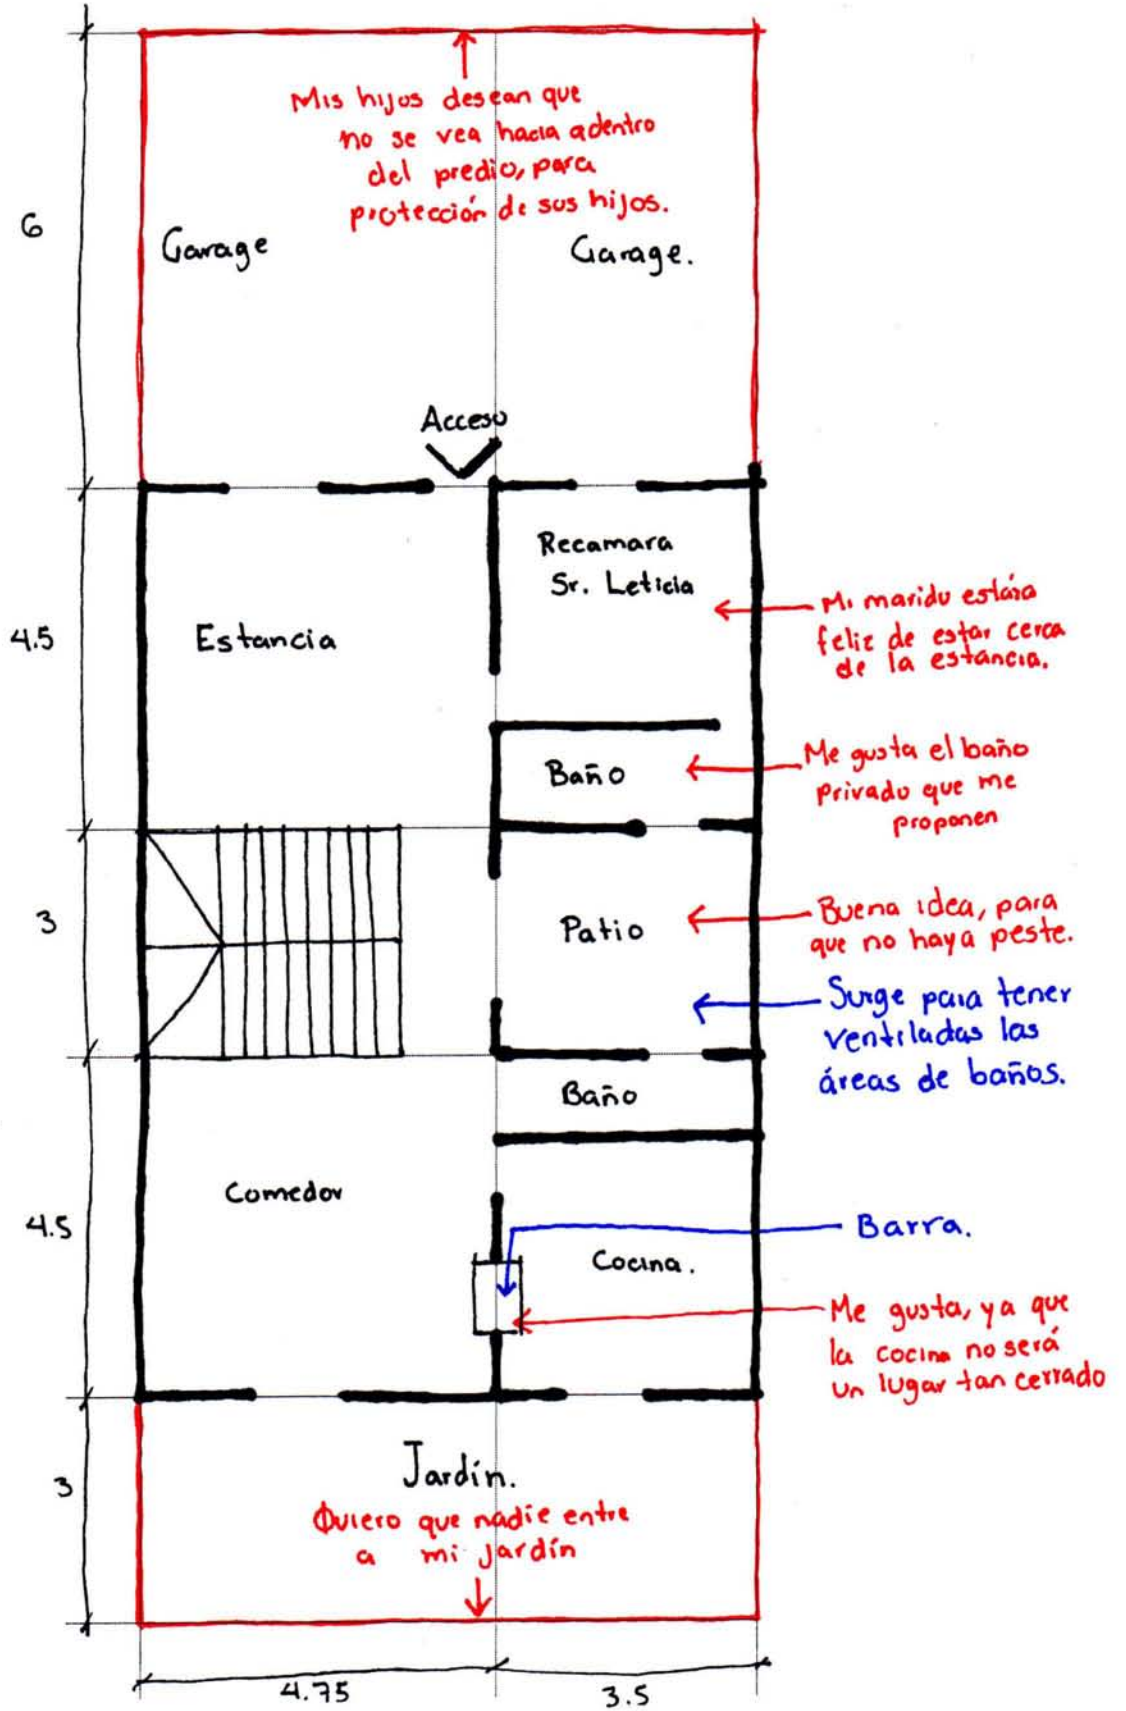 Mis hijos desean que
no se vea hacia adentro
del predio, para
protección de sus hijos.
6
Garage
Garage.
Acceso
Recamara
Sr. Leticia
4.5
Estancia
Mi maridu estára
feliz de estar cerca
de la estancia.
Baño
Me gusta el baño
privado que me
proponen
3
Patio
Buena idea, para
que no haya peste.
Surge para tener
ventiladas las
áreas de baños.
Baño
Comedor
4.5
Barra.
Cocina.
Me gusta, ya que
la cocina no será
un lugar tan cerrado
3
Jardín.
Quiero que nadie entre
a mi jardín
4.75
3.5